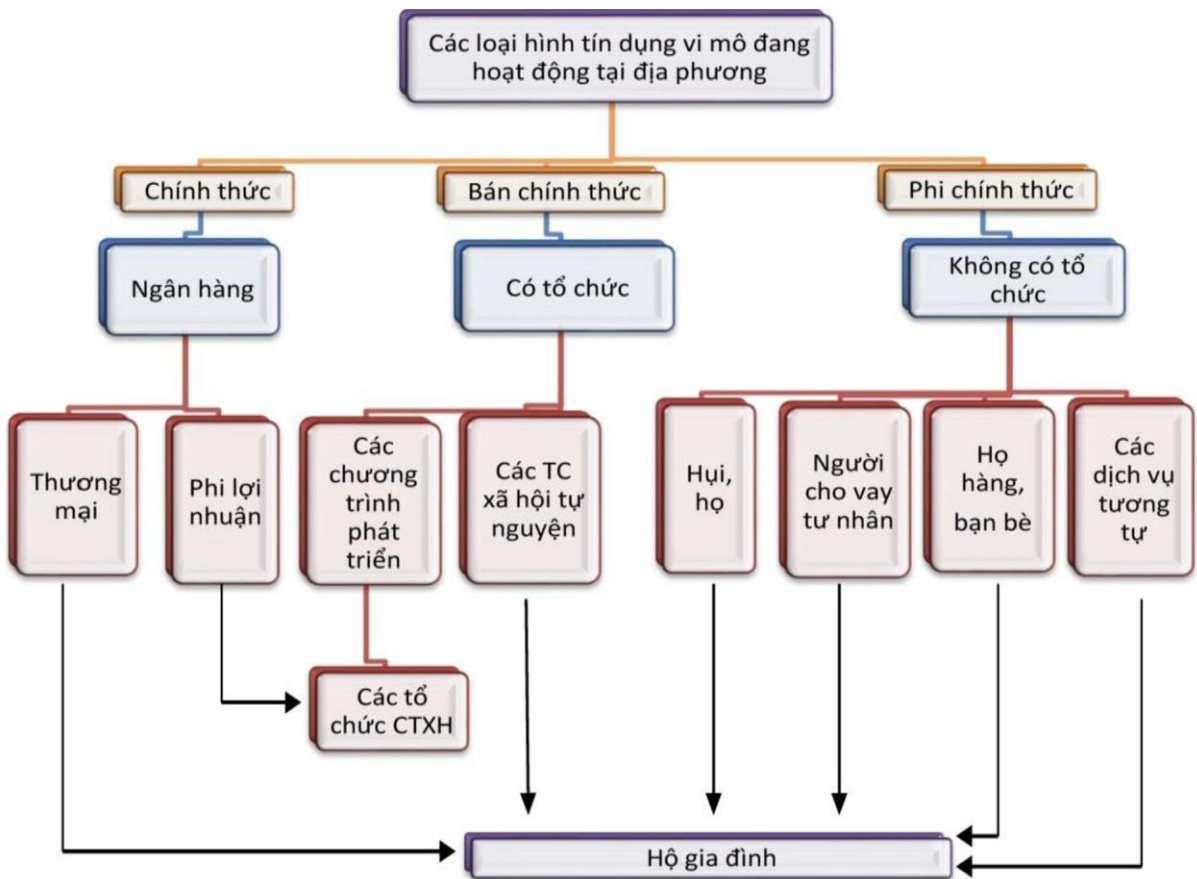 Các loại hình tín dụng vi mô đang
hoạt động tại địa phương
Chính thức
Bán chính thức
Phi chính thức
Ngân hàng
Có tổ chức
Không có tổ
chức
Thương
mại
Phi lợi
nhuận
Các
chương
trình
phát
triển
Các TC
xã hội tự
nguyện
Hụi,
họ
Người
cho vay
tư nhân
Họ
hàng,
bạn bè
Các
dịch vụ
tương
tự
Các tổ
chức CTXH
Hộ gia đình